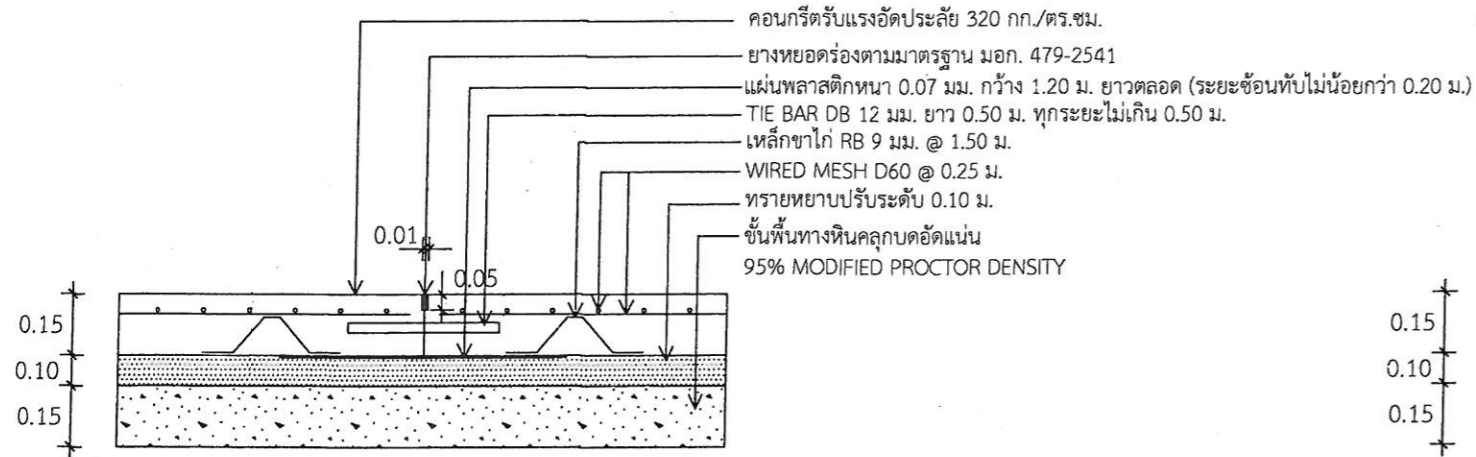 คอนกรีตรับแรงอัดประลัย 320 กก./ตร.ซม.
ยางหยอดร่องตามมาตรฐาน มอก. 479-2541
แผ่นพลาสติกหนา 0.07 มม. กว้าง 1.20 ม. ยาวตลอด (ระยะซ้อนทับไม่น้อยกว่า 0.20 ม.)
TIE BAR DB 12 มม. ยาว 0.50 ม. ทุกระยะไม่เกิน 0.50 ม.
เหล็กขาไก่ RB 9 มม. @ 1.50 ม.
WIRED MESH D60 @ 0.25 ม.
ทรายหยาบปรับระดับ 0.10 ม.
ชั้นพื้นทางหินคลุกบดอัดแน่น
95% MODIFIED PROCTOR DENSITY
0.01
0.05
0.15
0.10
0.15
0.15
0.10
0.15